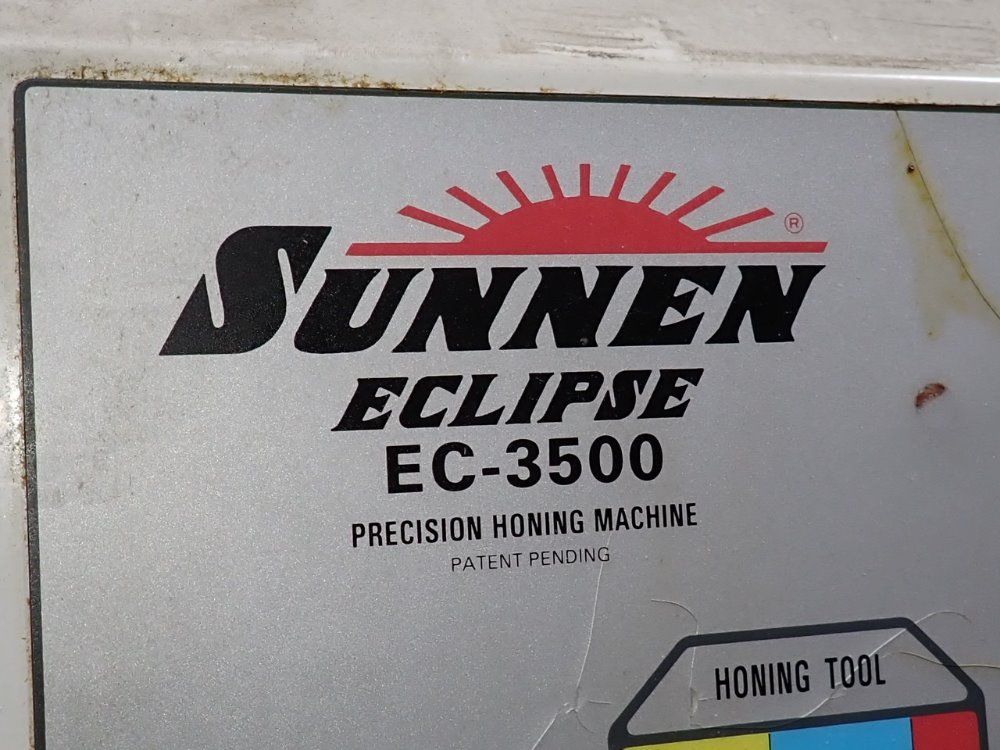 ®
SUNNEN
ECLIPSE
EC-3500
PRECISION HONING MACHINE
PATENT PENDING
HONING TOOL